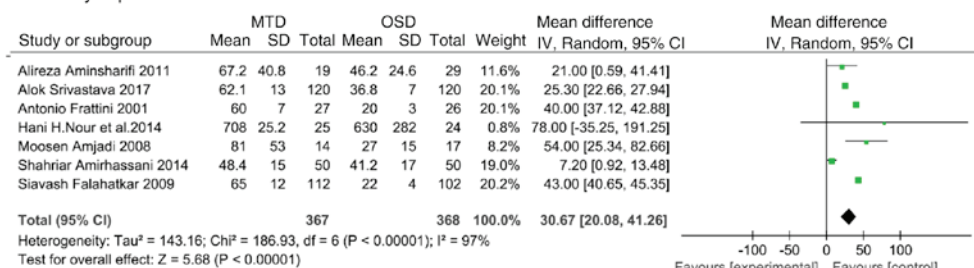 MTD OSD Mean difference Mean difference
Study or subgroup Mean SD Total Mean SD Total Weight IV, Random, 95% CI IV, Random, 95% CI
Alireza Aminsharifi 2011 67.2 40.8 19 46.2 24.6 29 11.6% 21.00 [0.59, 41.41]
Alok Srivastava 2017 62.1 13 120 36.8 7 120 20.1% 25.30 [22.66, 27.94]
Antonio Frattini 2001 60 7 27 20 3 26 20.1% 40.00 [37.12, 42.88]
Hani H.Nour et al.2014 708 25.2 25 630 282 24 0.8% 78.00 [-35.25, 191.25]
Moosen Amjadi 2008 81 53 14 27 15 17 8.2% 54.00 [25.34, 82.66]
Shahriar Amirhassani 2014 48.4 15 50 41.2 17 50 19.0% 7.20 [0.92, 13.48]
Siavash Falahatkar 2009 65 12 112 22 4 102 20.2% 43.00 [40.65, 45.35]
Total (95% CI) 367 368 100.0% 30.67 [20.08, 41.26]
Heterogeneity: Tau² = 143.16; Chi² = 186.93, df = 6 (P < 0.00001); I² = 97%
Test for overall effect: Z = 5.68 (P < 0.00001)
-100 -50 0 50 100
Favours [experimental] Favours [control]